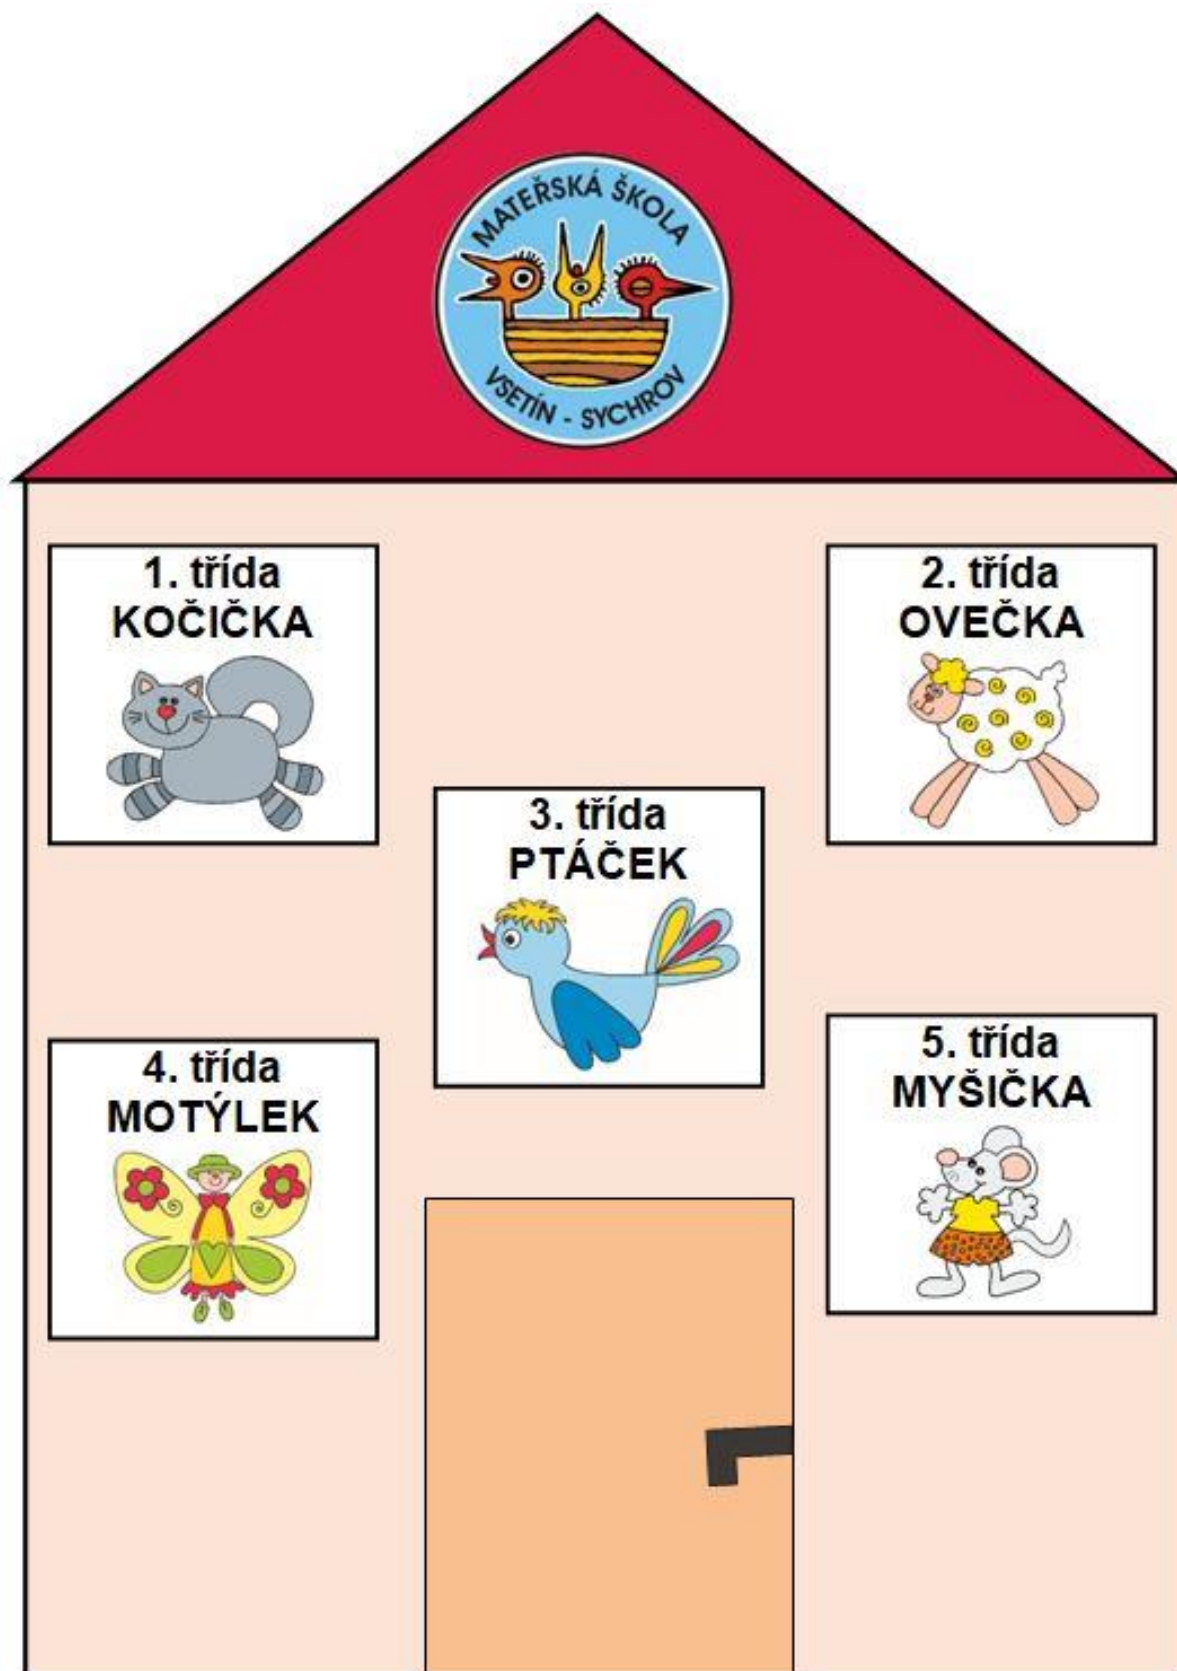 MATEŘSKÁ ŠKOLA
VSETÍN - SYCHROV
1. třída
KOČIČKA
2. třída
OVEČKA
3. třída
PTÁČEK
4. třída
MOTÝLEK
5. třída
MYŠIČKA